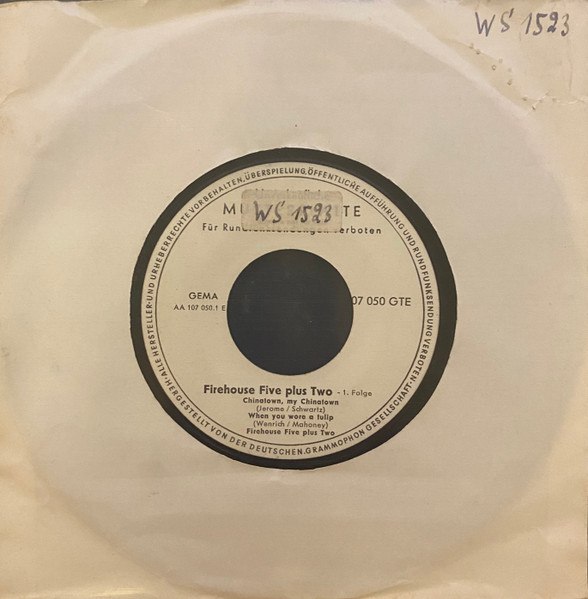 WS 1523
ALLE HERSTELLER-UND URHEBERRECHTE VORBEHALTEN, ÜBERSPIELUNG, ÖFFENTLICHE AUFFÜHRUNG UND RUNDFUNKSENDUNG VERBOTEN
WS 1523
Für verboten
GEMA
AA 107 050.1 E
07 050 GTE
Firehouse Five plus Two - 1. Folge
Chinatown, my Chinatown
(Jerome / Schwartz)
When you wore a tulip
(Wenrich / Mahoney)
Firehouse Five plus Two
HERGESTELLT VON DER DEUTSCHEN GRAMMOPHON GESELLSCHAFT